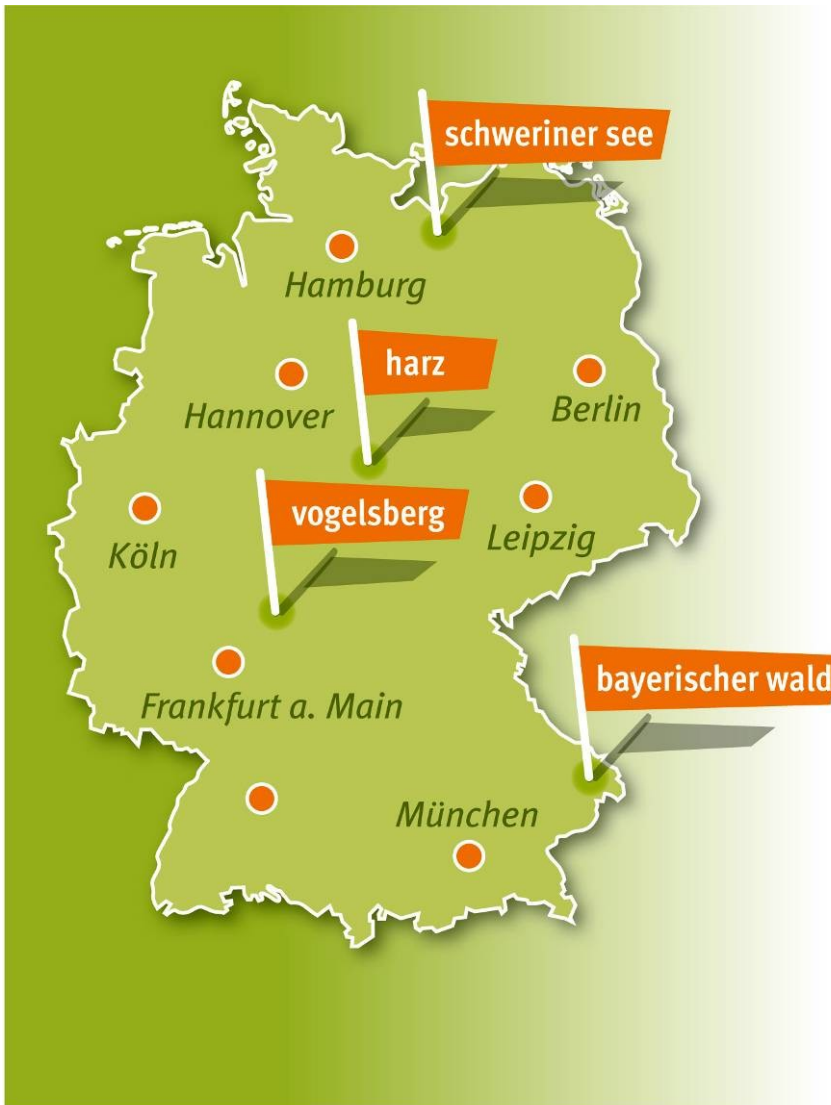 schweriner see
Hamburg
harz
Hannover
Berlin
vogelsberg
Köln
Leipzig
bayerischer wald
Frankfurt a. Main
München